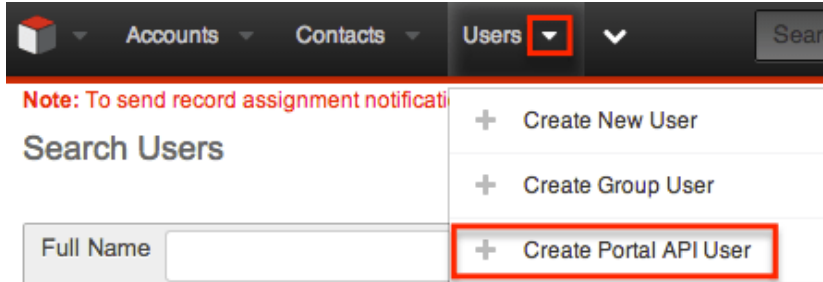 Accounts Contacts Users Sear
Note: To send record assignment notificati
Create New User
Search Users
Create Group User
Full Name
Create Portal API User